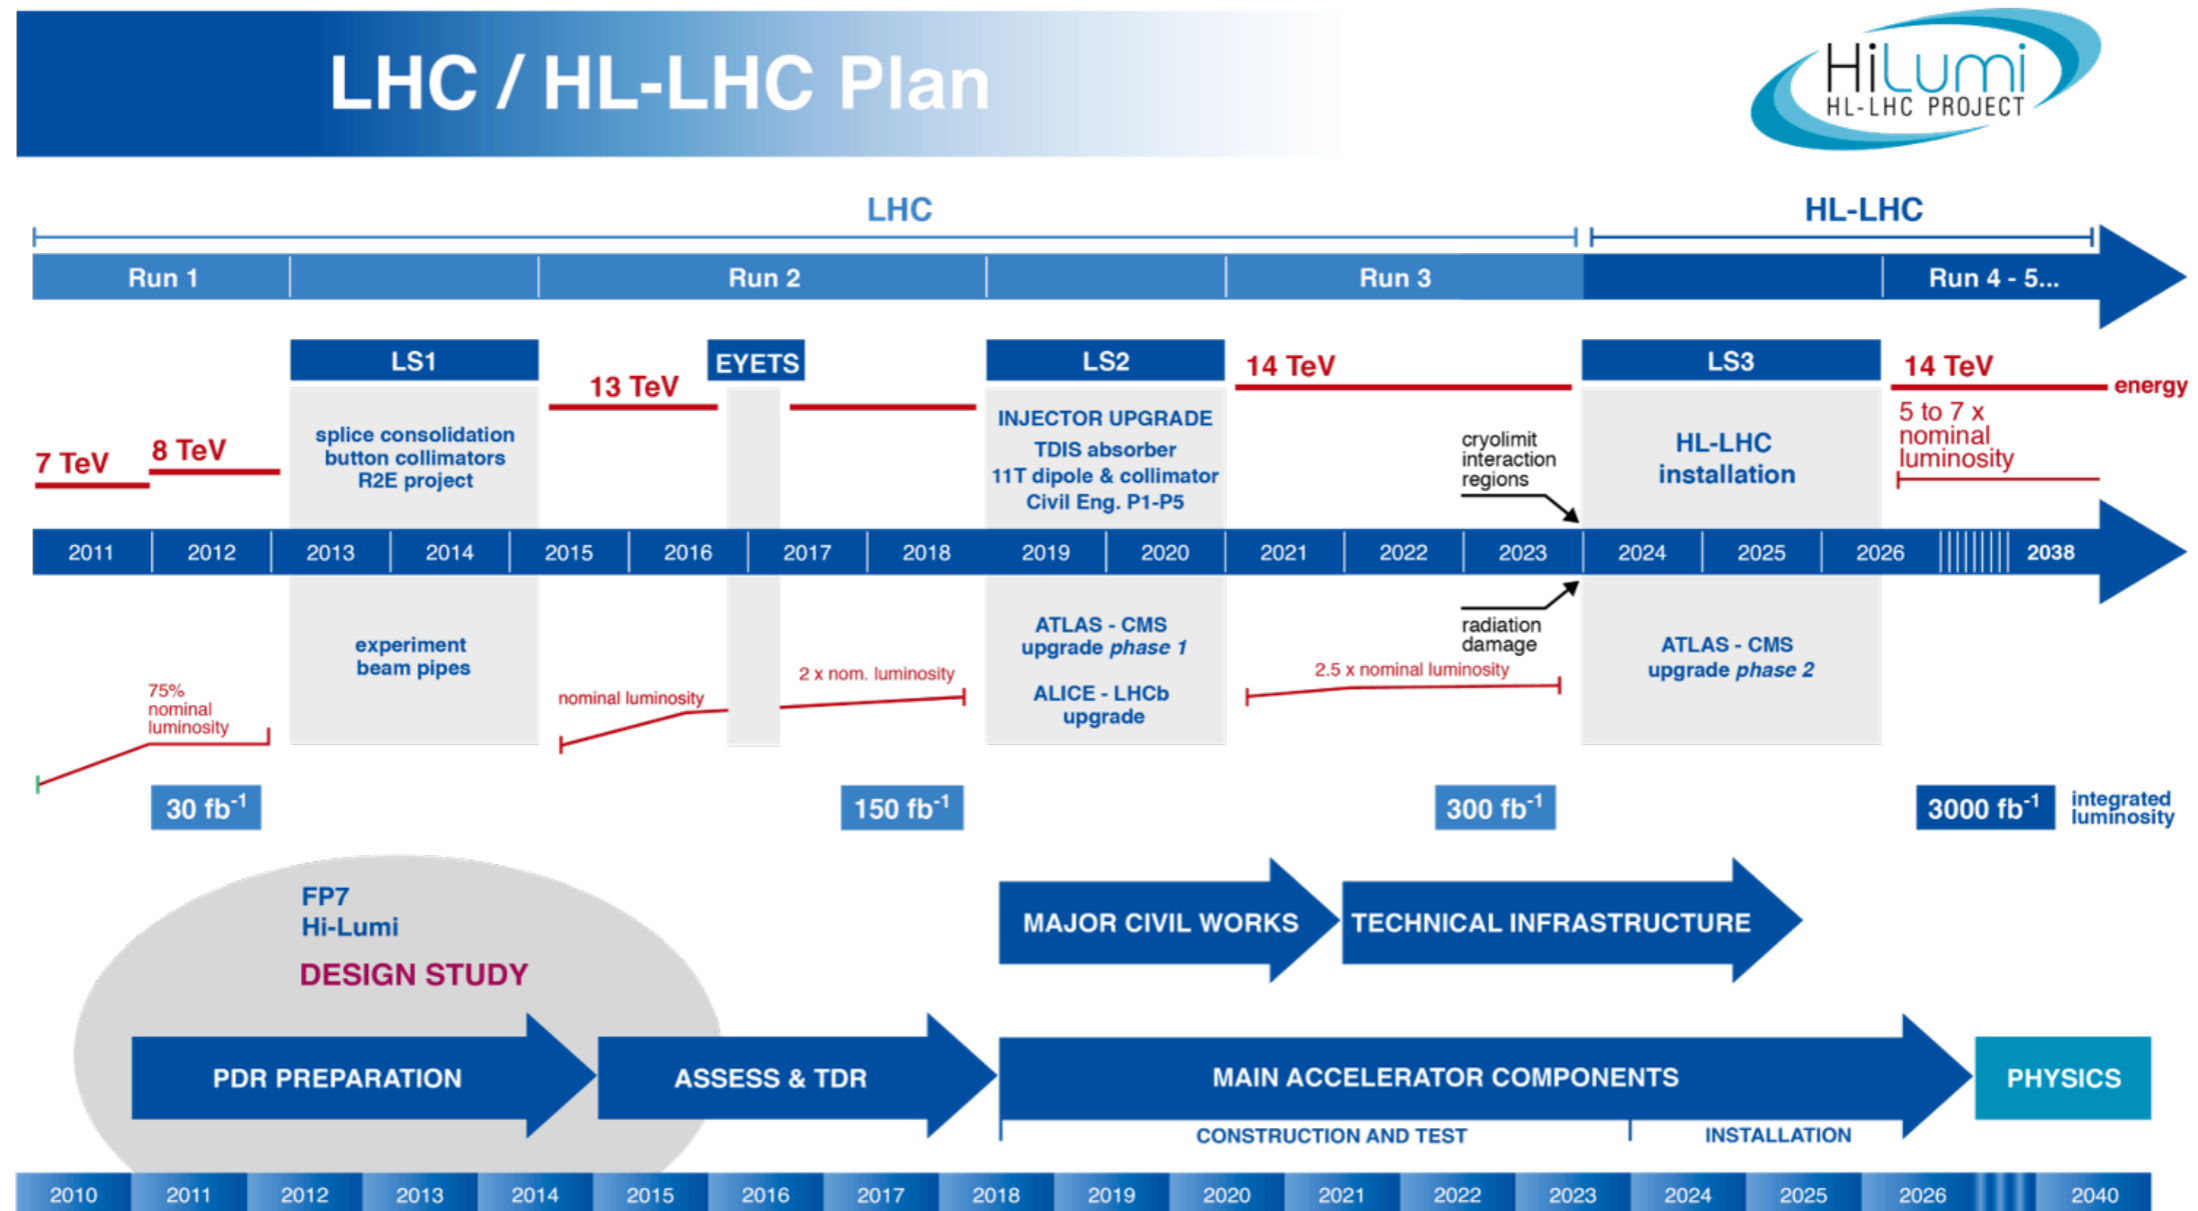 LHC / HL-LHC Plan
HiLumi
HL-LHC PROJECT
LHC
HL-LHC
Run 1
Run 2
Run 3
Run 4 - 5...
LS1
EYETS
LS2
LS3
7 TeV
8 TeV
13 TeV
14 TeV
14 TeV
energy
splice consolidation
button collimators
R2E project
INJECTOR UPGRADE
TDIS absorber
11T dipole & collimator
Civil Eng. P1-P5
cryolimit
interaction
regions
HL-LHC
installation
5 to 7 x
nominal
luminosity
2011 2012 2013 2014 2015 2016 2017 2018 2019 2020 2021 2022 2023 2024 2025 2026 2038
75%
nominal
luminosity
experiment
beam pipes
nominal luminosity
2 x nom. luminosity
ATLAS - CMS
upgrade phase 1
ALICE - LHCb
upgrade
radiation
damage
2.5 x nominal luminosity
ATLAS - CMS
upgrade phase 2
30 fb-1
150 fb-1
300 fb-1
3000 fb-1
integrated
luminosity
FP7
Hi-Lumi
DESIGN STUDY
MAJOR CIVIL WORKS
TECHNICAL INFRASTRUCTURE
PDR PREPARATION
ASSESS & TDR
MAIN ACCELERATOR COMPONENTS
PHYSICS
CONSTRUCTION AND TEST
INSTALLATION
2010 2011 2012 2013 2014 2015 2016 2017 2018 2019 2020 2021 2022 2023 2024 2025 2026 2040